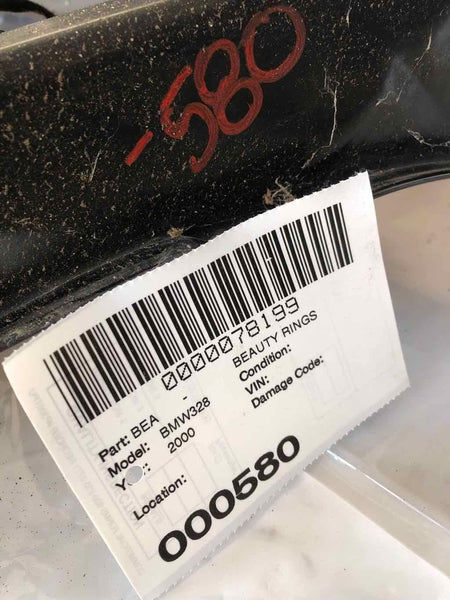 -580
0000078199
Part: BEA - BEAUTY RINGS
Model: BMW328 Condition:
Y r: 2000 VIN:
Damage Code:
Location:
000580